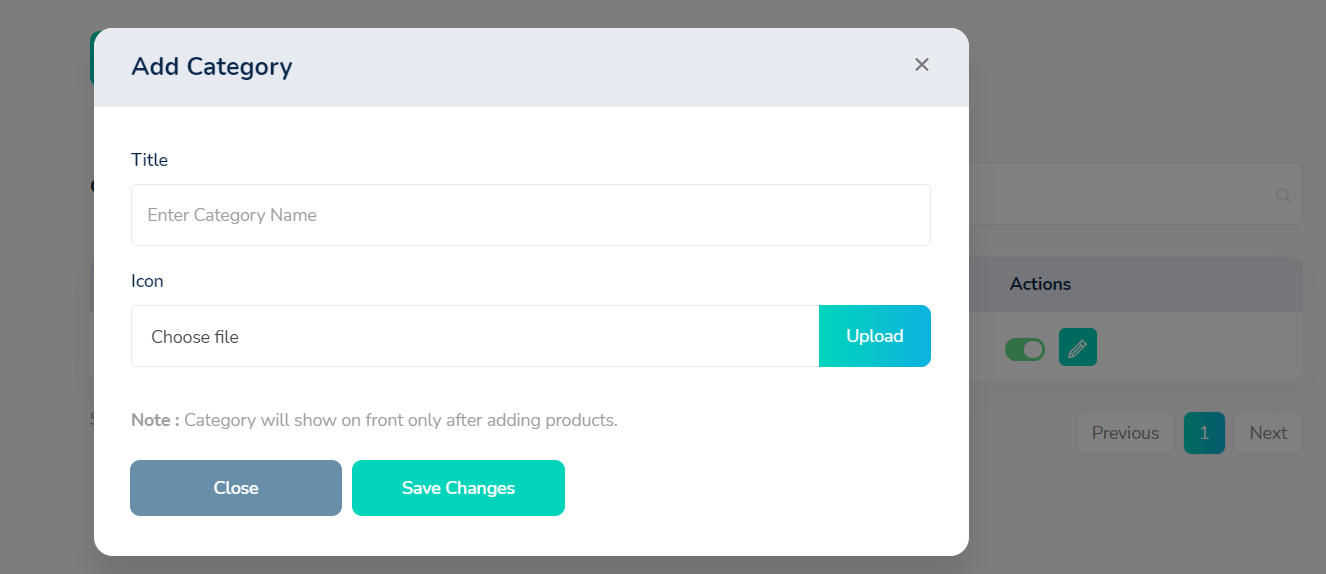 Add Category
×
Title
Enter Category Name
Icon
Choose file
Upload
Note : Category will show on front only after adding products.
Close
Save Changes
Actions
Previous
1
Next